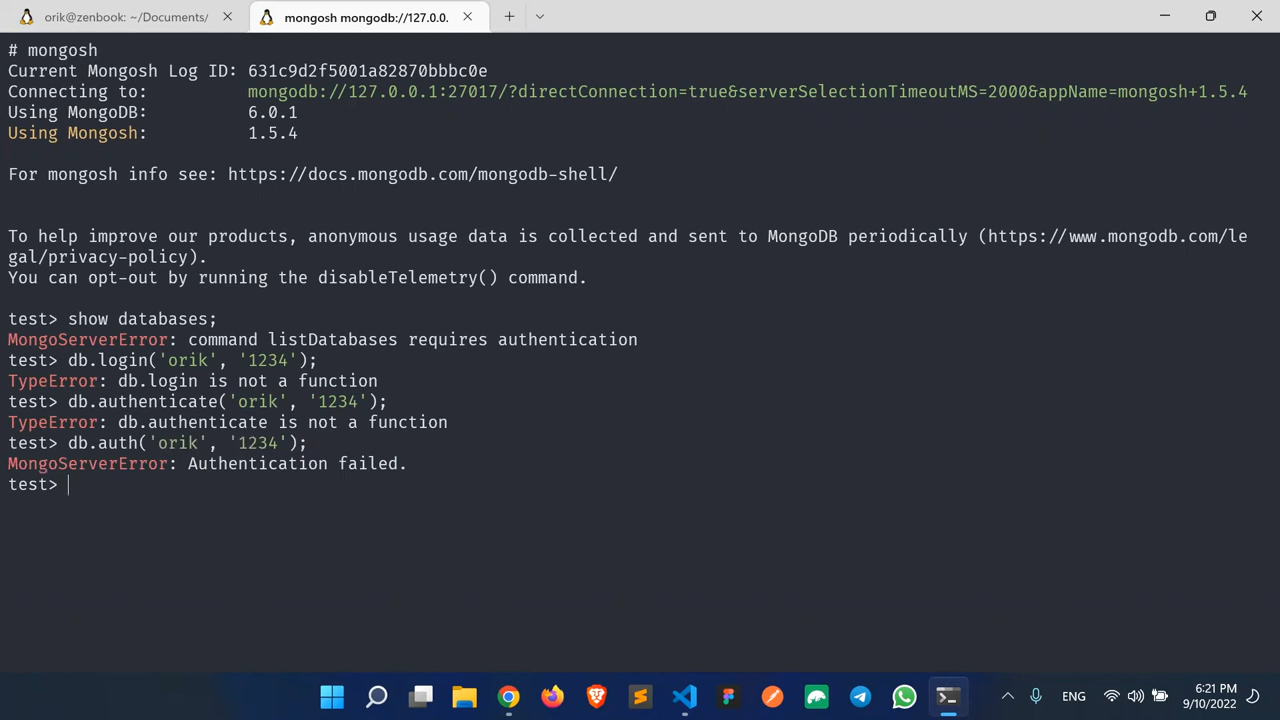 orik@zenbook: ~/Documents/
mongosh mongodb://127.0.0.
# mongosh
Current Mongosh Log ID: 631c9d2f5001a82870bbbc0e
Connecting to: mongodb://127.0.0.1:27017/?directConnection=true&serverSelectionTimeoutMS=2000&appName=mongosh+1.5.4
Using MongoDB: 6.0.1
Using Mongosh: 1.5.4
For mongosh info see: https://docs.mongodb.com/mongodb-shell/
To help improve our products, anonymous usage data is collected and sent to MongoDB periodically (https://www.mongodb.com/le
gal/privacy-policy).
You can opt-out by running the disableTelemetry() command.
test> show databases;
MongoServerError: command listDatabases requires authentication
test> db.login('orik', '1234');
TypeError: db.login is not a function
test> db.authenticate('orik', '1234');
TypeError: db.authenticate is not a function
test> db.auth('orik', '1234');
MongoServerError: Authentication failed.
test>
ENG
6:21 PM
9/10/2022